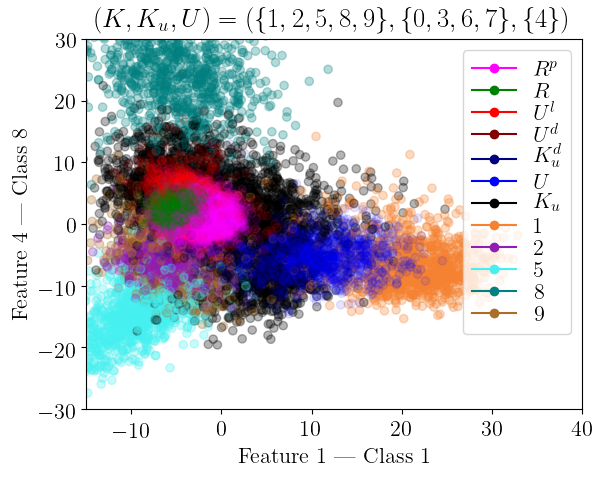 (K, K_u, U) = ({1, 2, 5, 8, 9}, {0, 3, 6, 7}, {4})
30
20
10
0
−10
−20
−30
Feature 4 — Class 8
R^p
R
U^l
U^d
K_u^d
U
K_u
1
2
5
8
9
−10
0
10
20
30
40
Feature 1 — Class 1